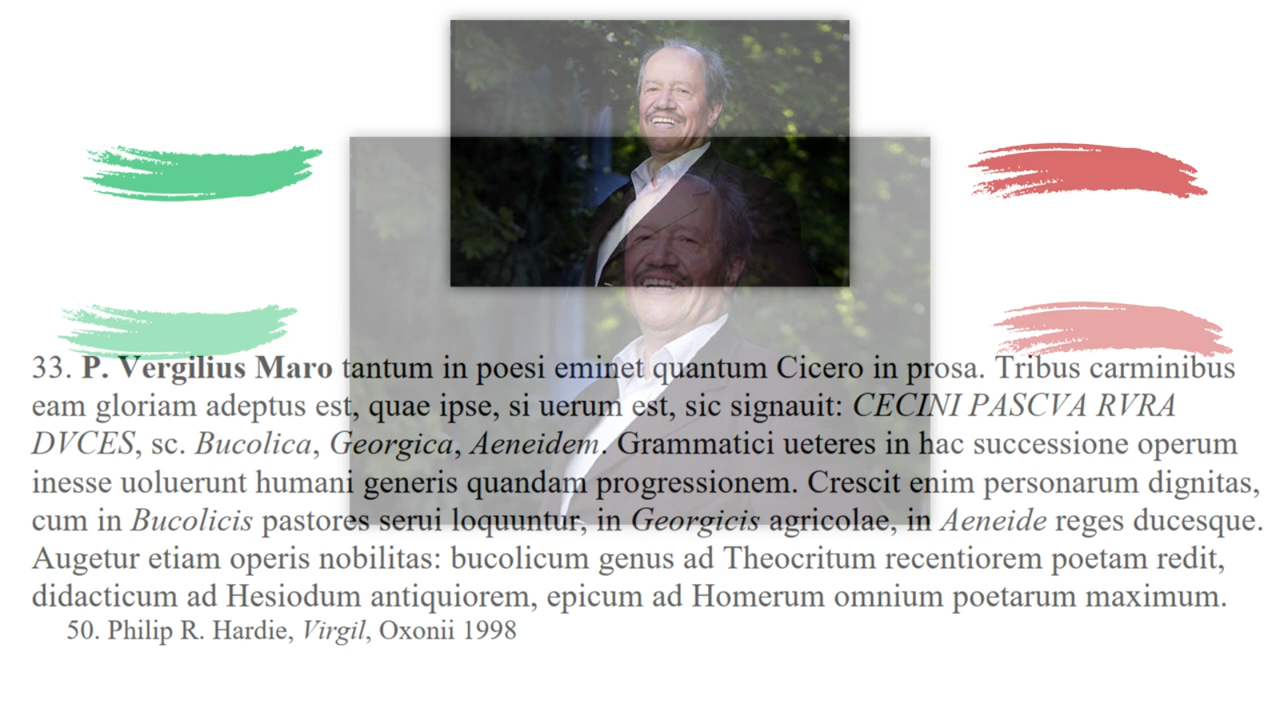 33. P. Vergilius Maro tantum in poesi eminet quantum Cicero in prosa. Tribus carminibus
eam gloriam adeptus est, quae ipse, si uerum est, sic signauit: CECINI PASCVA RVRA
DVCES, sc. Bucolica, Georgica, Aeneidem. Grammatici ueteres in hac successione operum
inesse uoluerunt humani generis quandam progressionem. Crescit enim personarum dignitas,
cum in Bucolicis pastores serui loquuntur, in Georgicis agricolae, in Aeneide reges ducesque.
Augetur etiam operis nobilitas: bucolicum genus ad Theocritum recentiorem poetam redit,
didacticum ad Hesiodum antiquiorem, epicum ad Homerum omnium poetarum maximum.
50. Philip R. Hardie, Virgil, Oxonii 1998